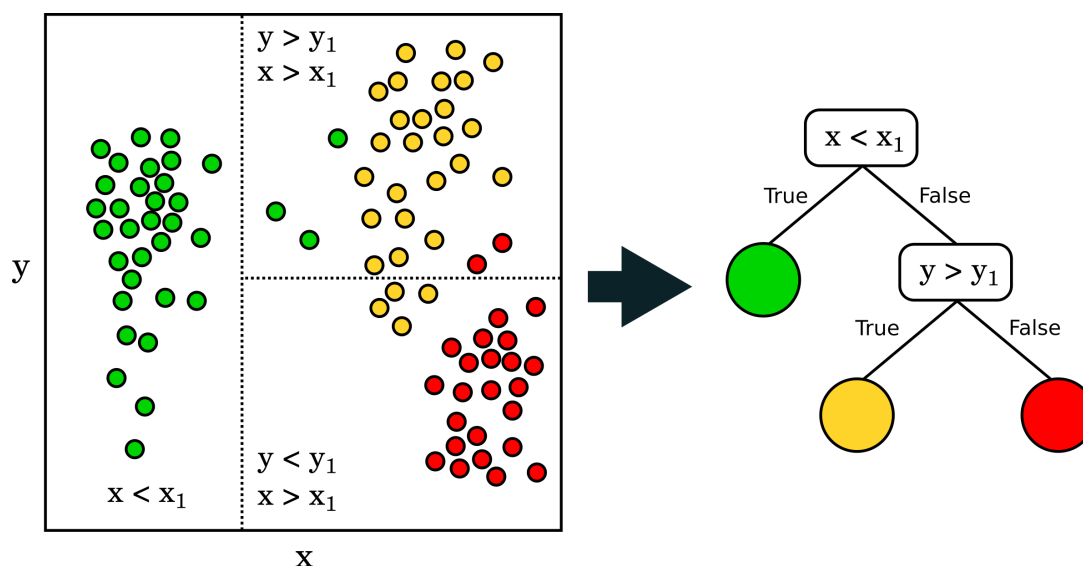 y > y₁
x > x₁
y
y < y₁
x > x₁
x < x₁
x
x < x₁
True
False
y > y₁
True
False